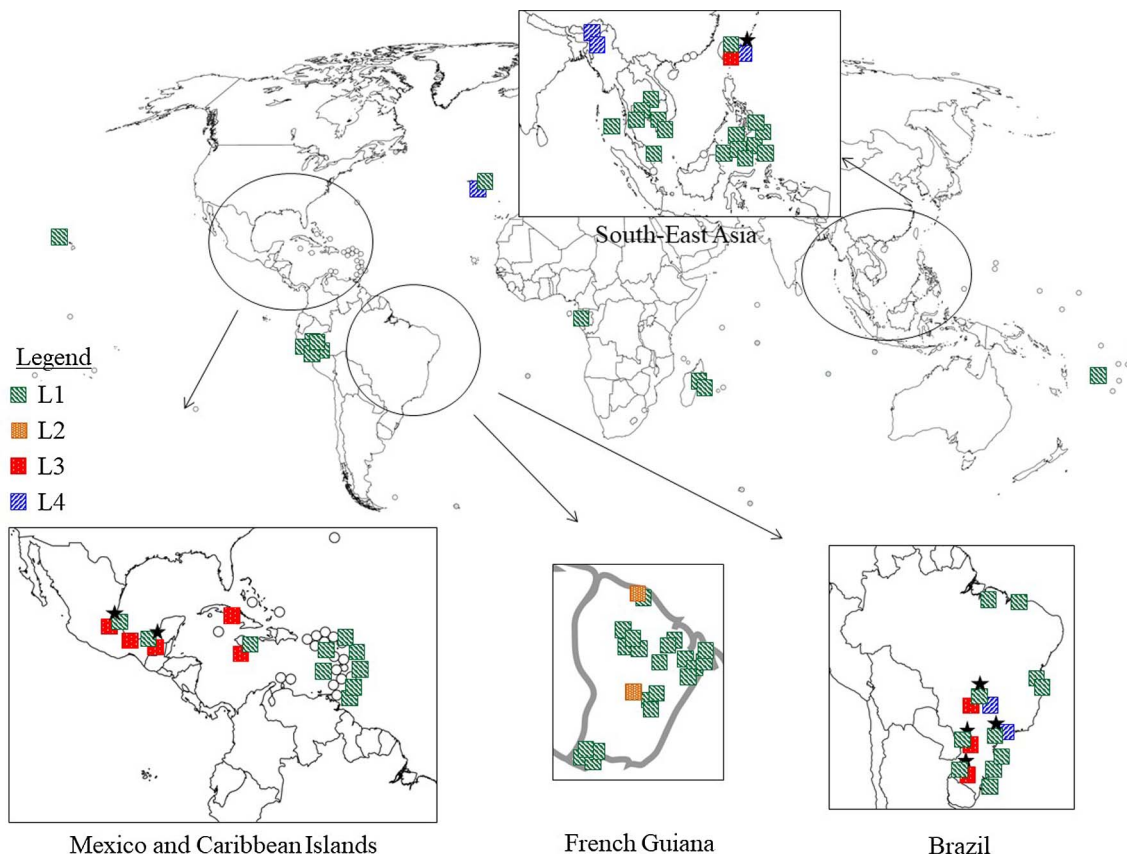 South-East Asia
Legend
L1
L2
L3
L4
Mexico and Caribbean Islands
French Guiana
Brazil